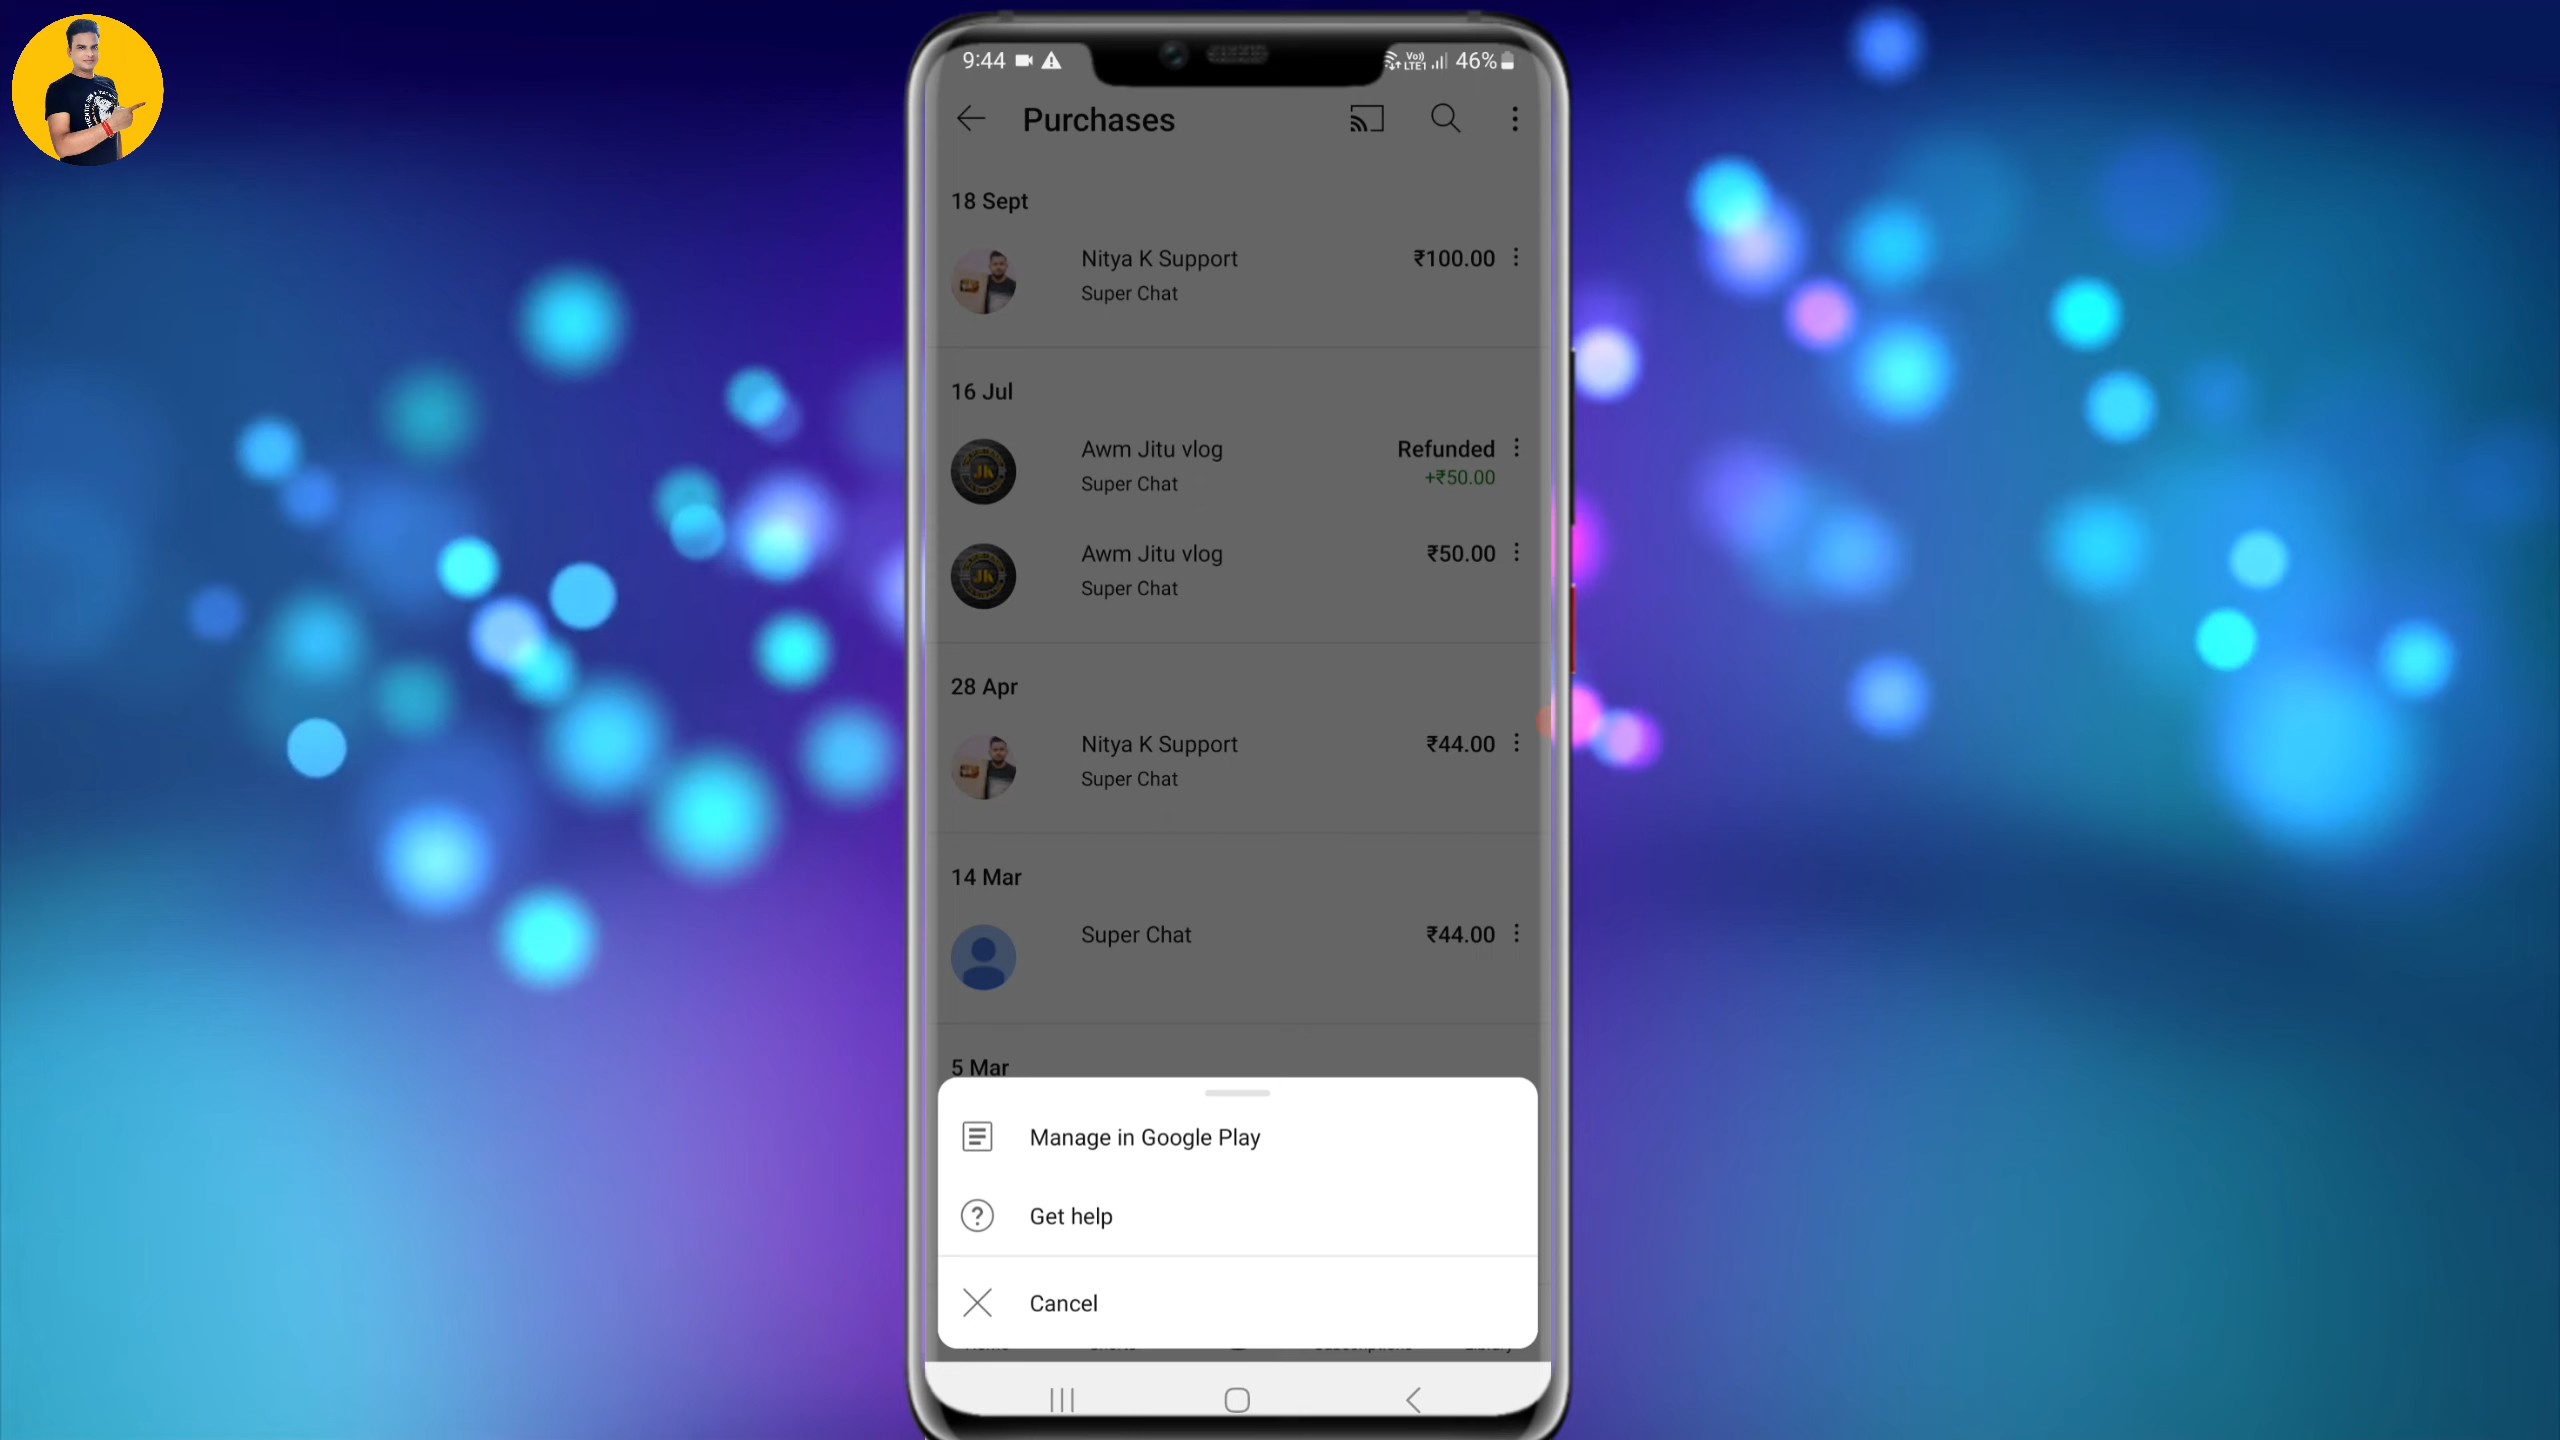 9:44
Vo)
LTE1
46%
Purchases
18 Sept
Nitya K Support
₹100.00
Super Chat
16 Jul
Awm Jitu vlog
Refunded
Super Chat
+₹50.00
Awm Jitu vlog
₹50.00
Super Chat
28 Apr
Nitya K Support
₹44.00
Super Chat
14 Mar
Super Chat
₹44.00
5 Mar
Manage in Google Play
Get help
Cancel